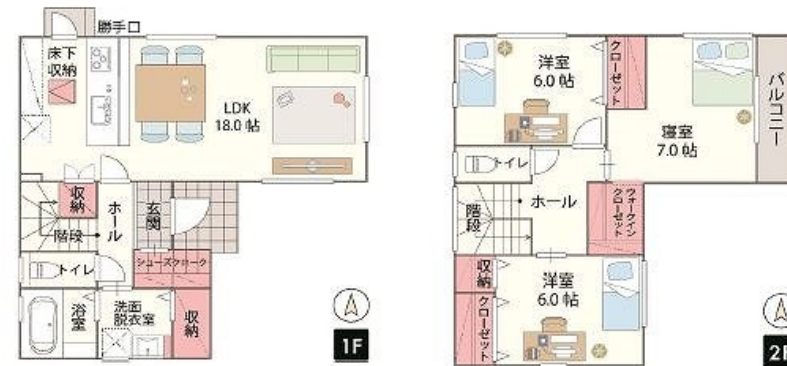 勝手口
床下
収納
LDK
18.0 帖
収納
ホール
玄関
階段
シューズクローク
トイレ
浴室
洗面
脱衣室
収納
1F
洋室
6.0 帖
クローゼット
寝室
7.0 帖
バルコニー
トイレ
階段
ホール
ウォークイン
クローゼット
収納
クローゼット
洋室
6.0 帖
2F